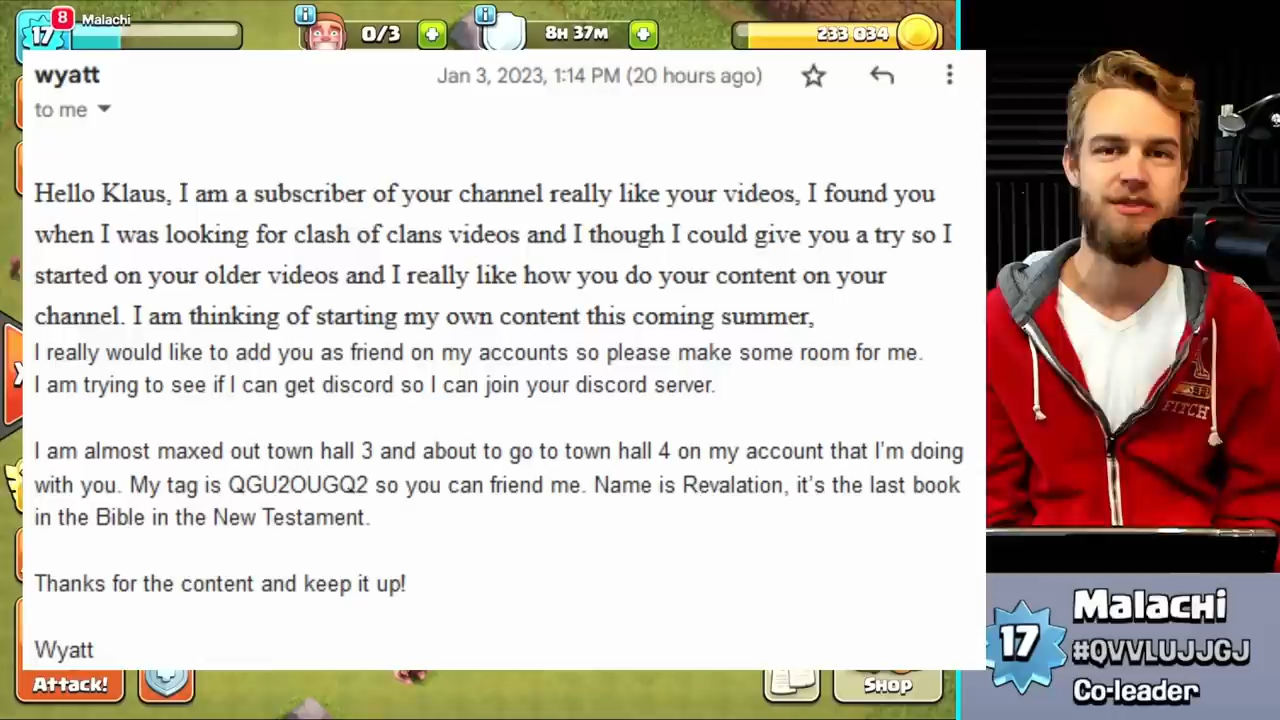 8
17
Malachi
0/3
8h 37m
233 034
wyatt
Jan 3, 2023, 1:14 PM (20 hours ago)
to me
Hello Klaus, I am a subscriber of your channel really like your videos, I found you
when I was looking for clash of clans videos and I though I could give you a try so I
started on your older videos and I really like how you do your content on your
channel. I am thinking of starting my own content this coming summer,
I really would like to add you as friend on my accounts so please make some room for me.
I am trying to see if I can get discord so I can join your discord server.
I am almost maxed out town hall 3 and about to go to town hall 4 on my account that I’m doing
with you. My tag is QGU2OUGQ2 so you can friend me. Name is Revalation, it’s the last book
in the Bible in the New Testament.
Thanks for the content and keep it up!
Wyatt
Attack!
Shop
FITCH
17
Malachi
#QVVLUJJGJ
Co-leader